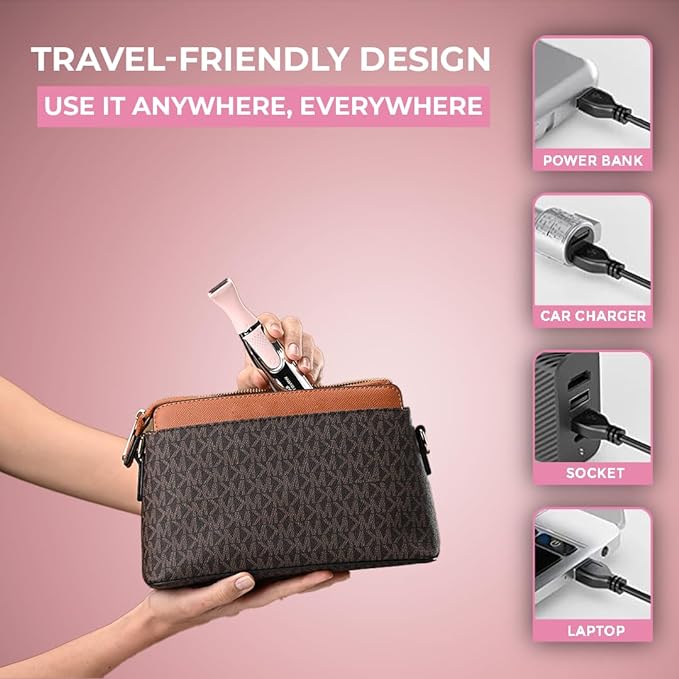 TRAVEL-FRIENDLY DESIGN
USE IT ANYWHERE, EVERYWHERE
POWER BANK
CAR CHARGER
SOCKET
LAPTOP